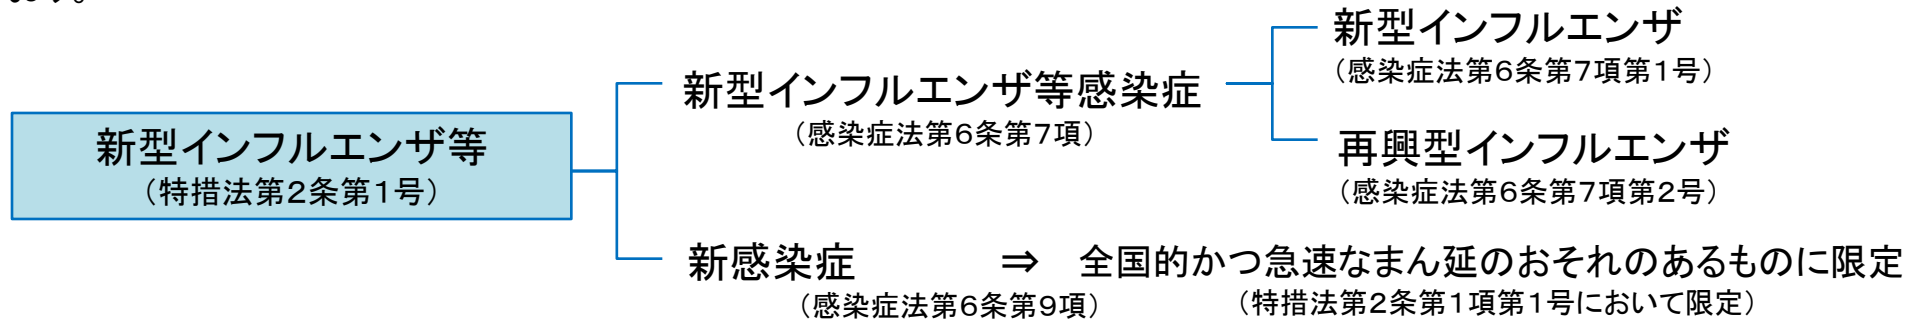 新型インフルエンザ等
(特措法第2条第1号)
新型インフルエンザ等感染症
(感染症法第6条第7項)
新型インフルエンザ
(感染症法第6条第7項第1号)
再興型インフルエンザ
(感染症法第6条第7項第2号)
新感染症 ⇒ 全国的かつ急速なまん延のおそれのあるものに限定
(感染症法第6条第9項) (特措法第2条第1項第1号において限定)